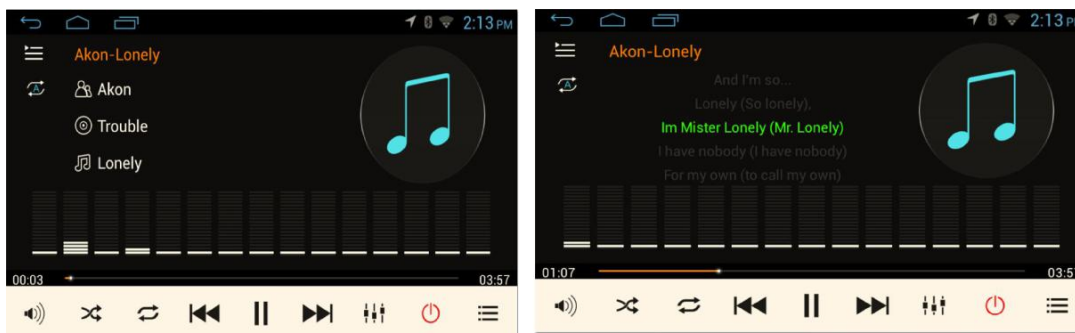 2:13 PM
Akon-Lonely
A
Akon
Trouble
Lonely
00:03
03:57
2:13 P
Akon-Lonely
A
And I'm so...
Lonely (So lonely),
Im Mister Lonely (Mr. Lonely)
I have nobody (I have nobody)
For my own (to call my own)
01:07
03:5